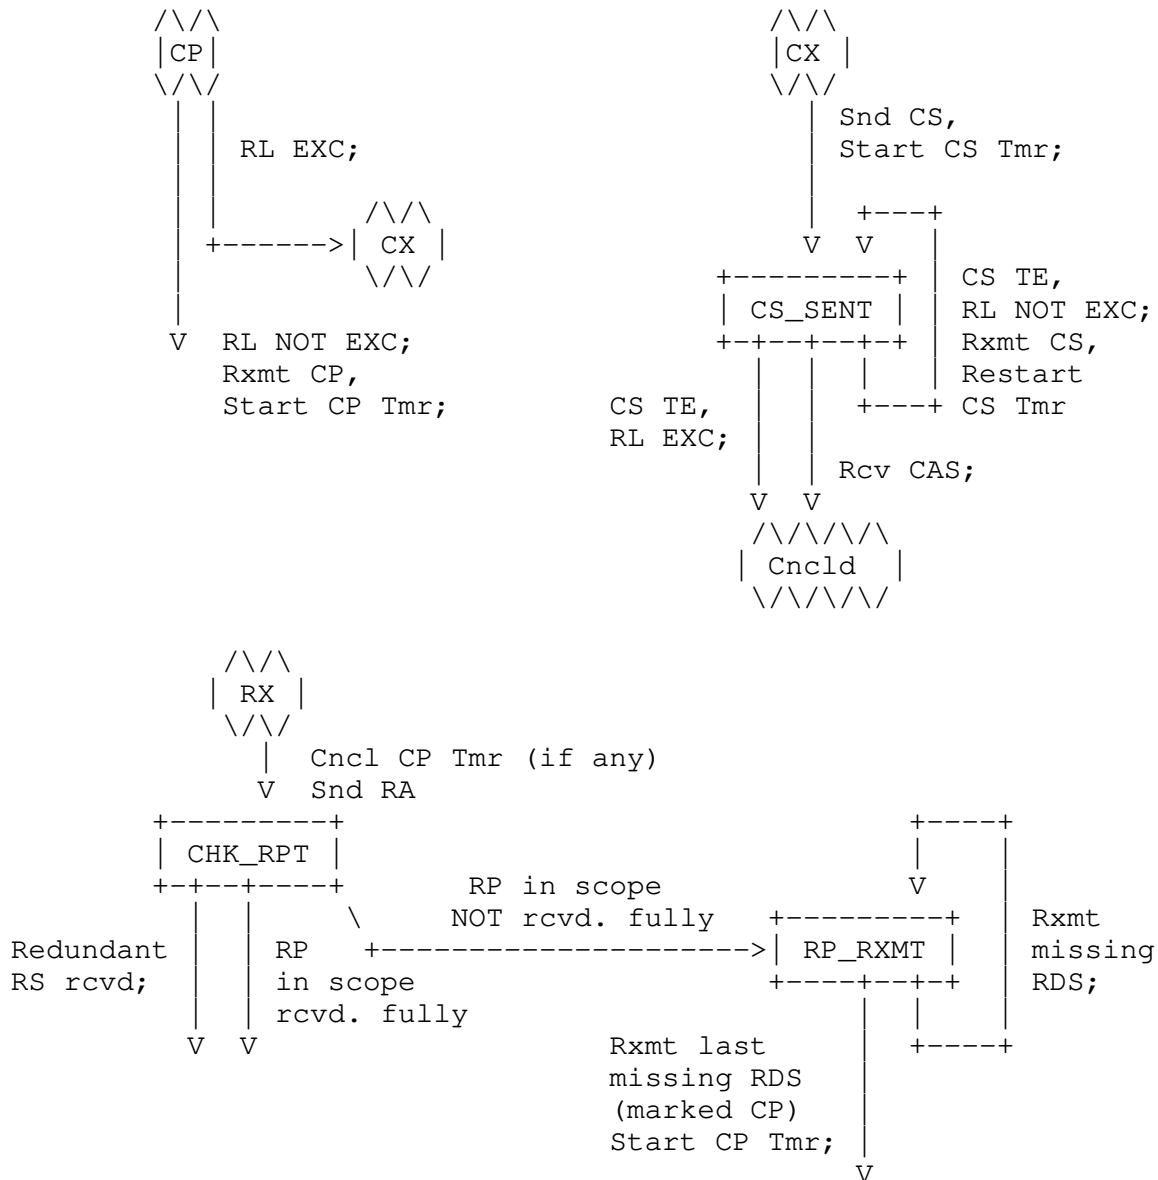 CP
CX
Snd CS,
RL EXC;
Start CS Tmr;
CX
CS TE,
CS_SENT
RL NOT EXC;
RL NOT EXC;
Rxmt CS,
Rxmt CP,
Restart
Start CP Tmr;
CS TE,
CS Tmr
RL EXC;
Rcv CAS;
Cncld
RX
Cncl CP Tmr (if any)
Snd RA
CHK_RPT
RP in scope
NOT rcvd. fully
Rxmt
Redundant
RP
RP_RXMT
missing
RS rcvd;
in scope
RDS;
rcvd. fully
Rxmt last
missing RDS
(marked CP)
Start CP Tmr;